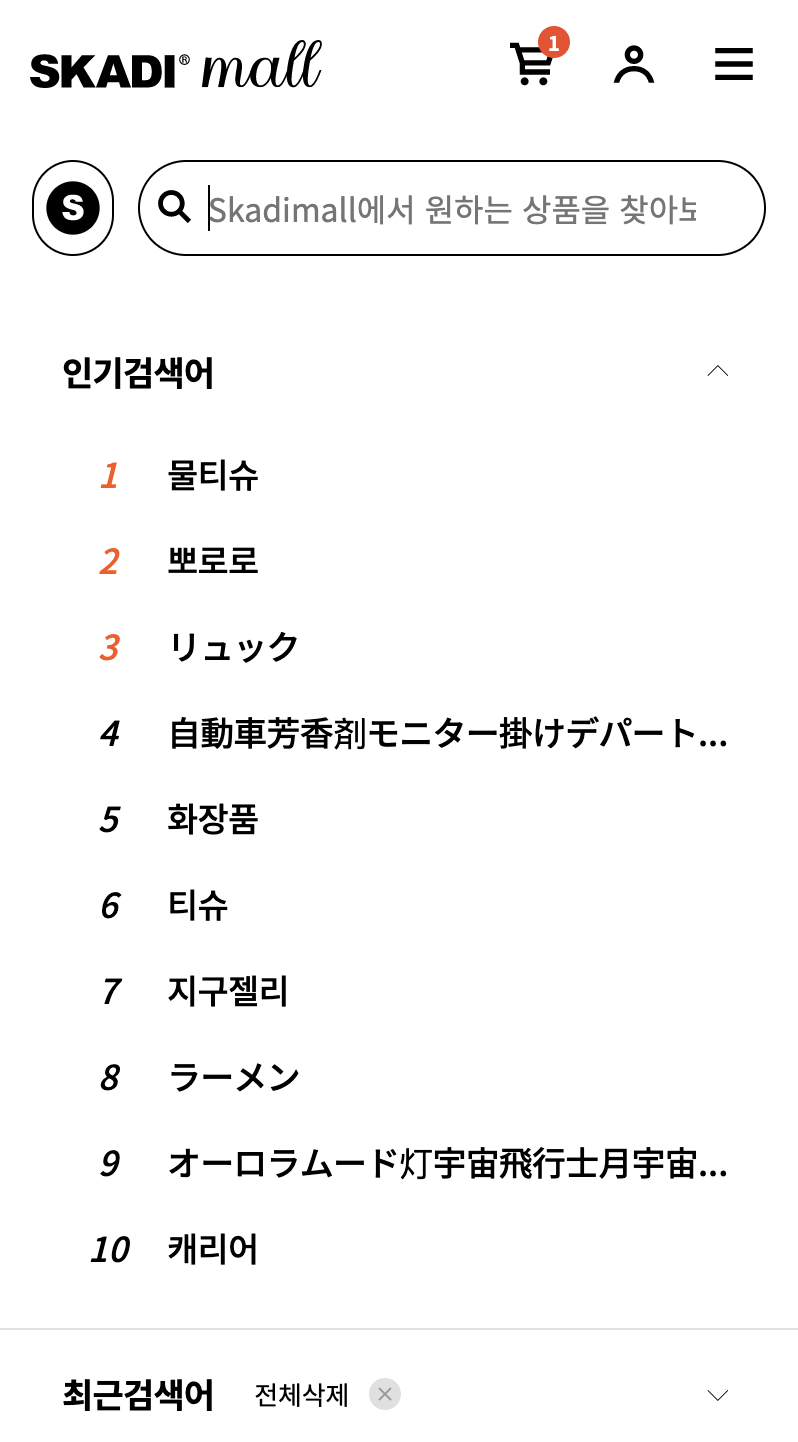 SKADI® mall
1
S
Skadimall에서 원하는 상품을 찾아보
인기검색어
1 물티슈
2 뽀로로
3 リュック
4 自動車芳香剤モニター掛けデパート...
5 화장품
6 티슈
7 지구젤리
8 ラーメン
9 オーロラムード灯宇宙飛行士月宇宙...
10 캐리어
최근검색어 전체삭제